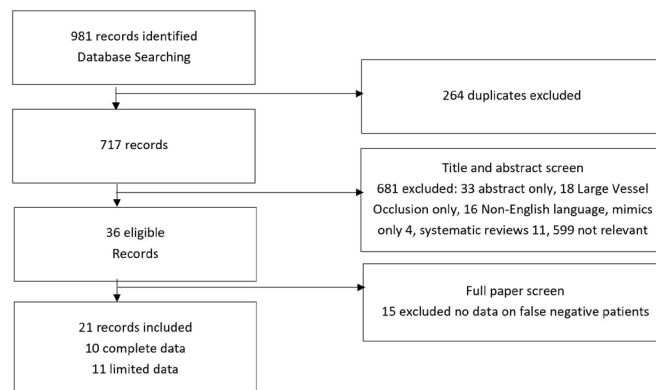 981 records identified
Database Searching
264 duplicates excluded
717 records
Title and abstract screen
681 excluded: 33 abstract only, 18 Large Vessel
Occlusion only, 16 Non-English language, mimics
only 4, systematic reviews 11, 599 not relevant
36 eligible
Records
Full paper screen
15 excluded no data on false negative patients
21 records included
10 complete data
11 limited data